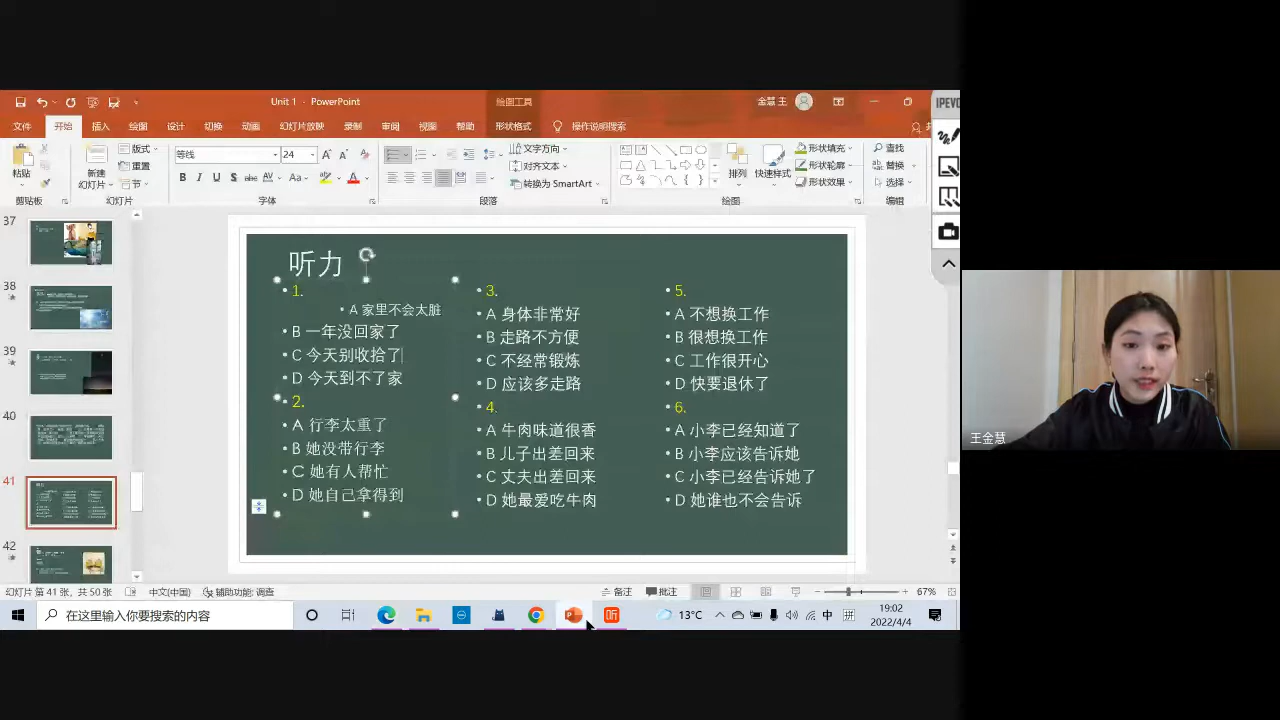 Unit 1 - PowerPoint
绘图工具
金慧 王
IPEVO
文件 开始 插入 绘图 设计 切换 动画 幻灯片放映 录制 审阅 视图 帮助 形状格式 操作说明搜索
粘贴
剪贴板
新建
幻灯片
版式
重置
节
幻灯片
等线 24
B I U S abc AV Aa A
字体
文字方向
对齐文本
转换为 SmartArt
段落
排列
快速样式
形状填充
形状轮廓
形状效果
绘图
查找
替换
选择
编辑
37
38
39
40
41
42
听力
1.
A 家里不会太脏
B 一年没回家了
C 今天别收拾了
D 今天到不了家
2.
A 行李太重了
B 她没带行李
C 她有人帮忙
D 她自己拿得到
3.
A 身体非常好
B 走路不方便
C 不经常锻炼
D 应该多走路
4.
A 牛肉味道很香
B 儿子出差回来
C 丈夫出差回来
D 她最爱吃牛肉
5.
A 不想换工作
B 很想换工作
C 工作很开心
D 快要退休了
6.
A 小李已经知道了
B 小李应该告诉她
C 小李已经告诉她了
D 她谁也不会告诉
王金慧
幻灯片 第 41 张，共 50 张 中文(中国) 辅助功能: 调查 备注 批注 67%
在这里输入你要搜索的内容
听
13°C
中
拼
19:02
2022/4/4